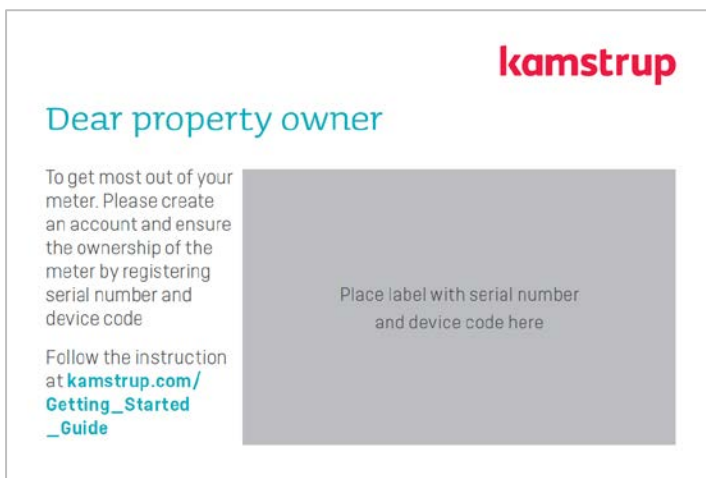 kamstrup
Dear property owner
To get most out of your
meter. Please create
an account and ensure
the ownership of the
meter by registering
serial number and
device code
Follow the instruction
at kamstrup.com/
Getting_Started
_Guide
Place label with serial number
and device code here